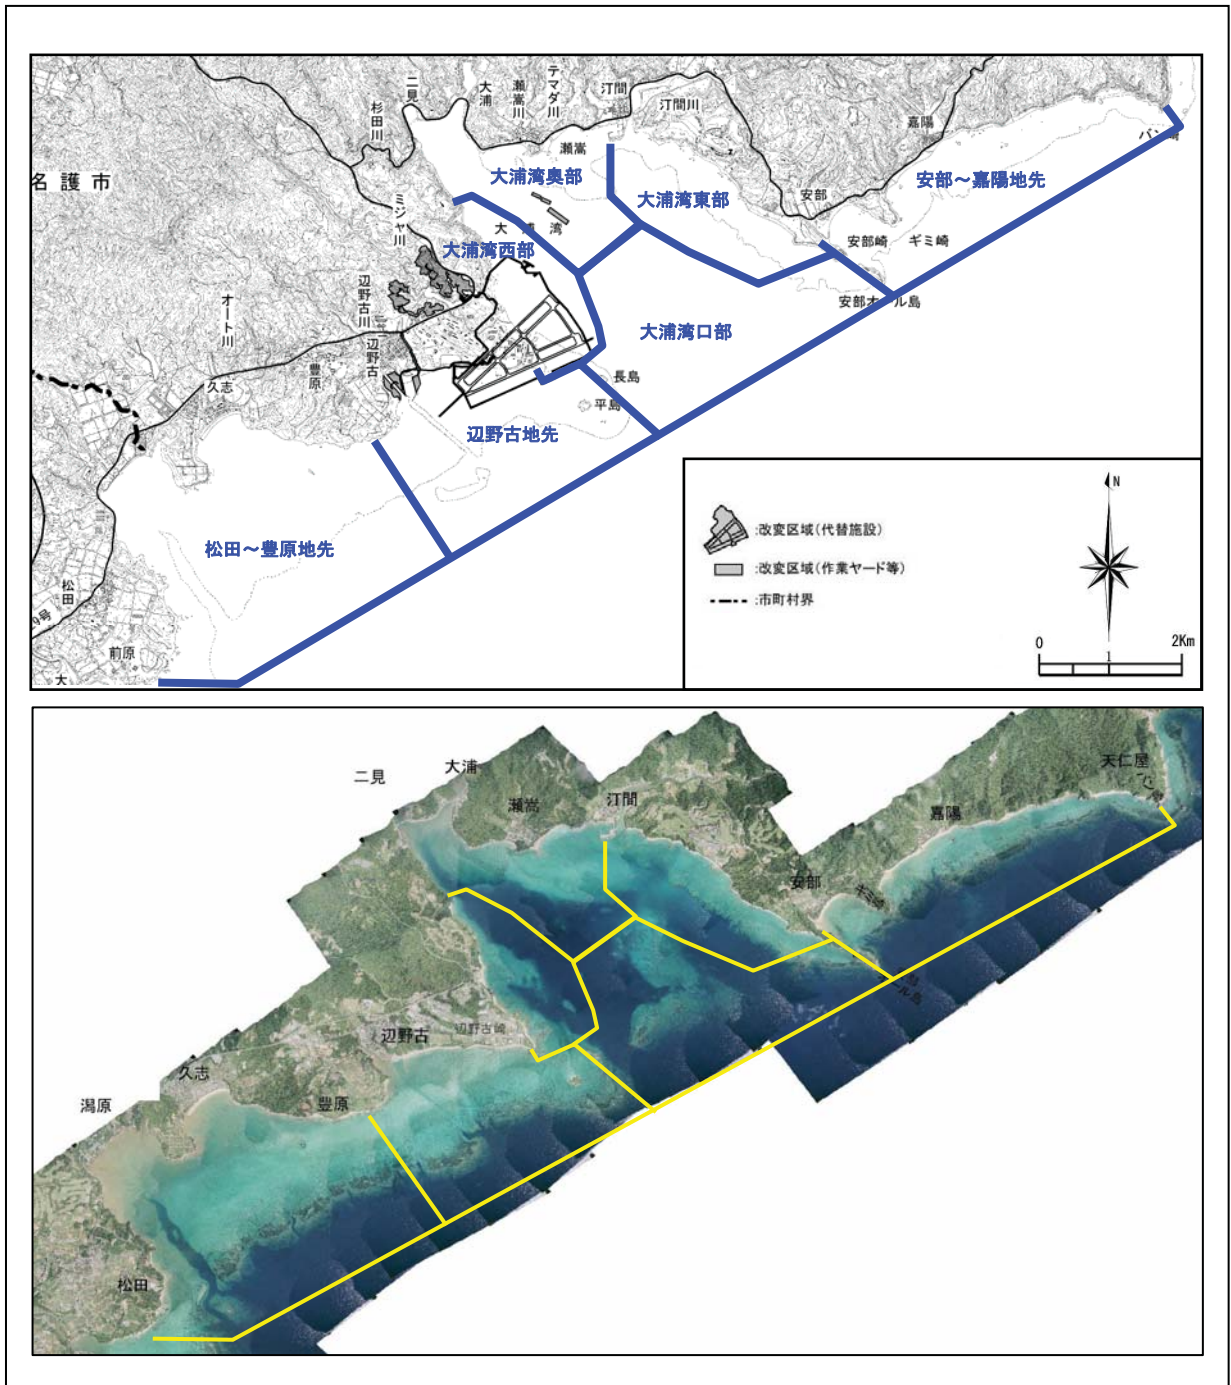 名護市
二見
大浦
瀬嵩川
テマダ川
汀間
汀間川
杉田川
瀬嵩
嘉陽
大浦湾奥部
大浦湾東部
安部～嘉陽地先
安部
ミジャ川
大浦湾
大浦湾西部
安部崎
ギミ崎
安部オール島
辺野古川
辺野古
オートカ川
大浦湾口部
豊原
久志
長島
平島
辺野古地先
松田～豊原地先
松田
前原
:改変区域(代替施設)
:改変区域(作業ヤード等)
:市町村界
N
0
1
2Km
天仁屋
大浦
二見
瀬嵩
汀間
嘉陽
安部
ギミ崎
辺野古
辺野古崎
久志
潟原
豊原
松田